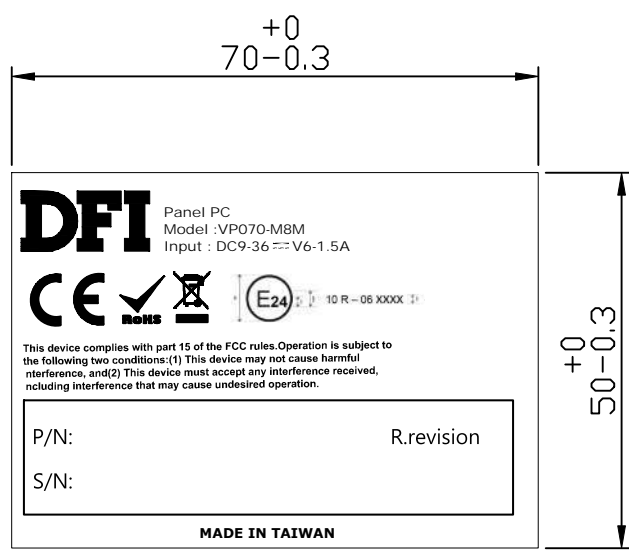 +0
70-0.3
DFI
Panel PC
Model :VP070-M8M
Input : DC9-36⎓V6-1.5A
CE
RoHS
E24
10 R – 06 XXXX
This device complies with part 15 of the FCC rules.Operation is subject to
the following two conditions:(1) This device may not cause harmful
nterference, and(2) This device must accept any interference received,
ncluding interference that may cause undesired operation.
P/N:
R.revision
S/N:
MADE IN TAIWAN
+0
50-0.3